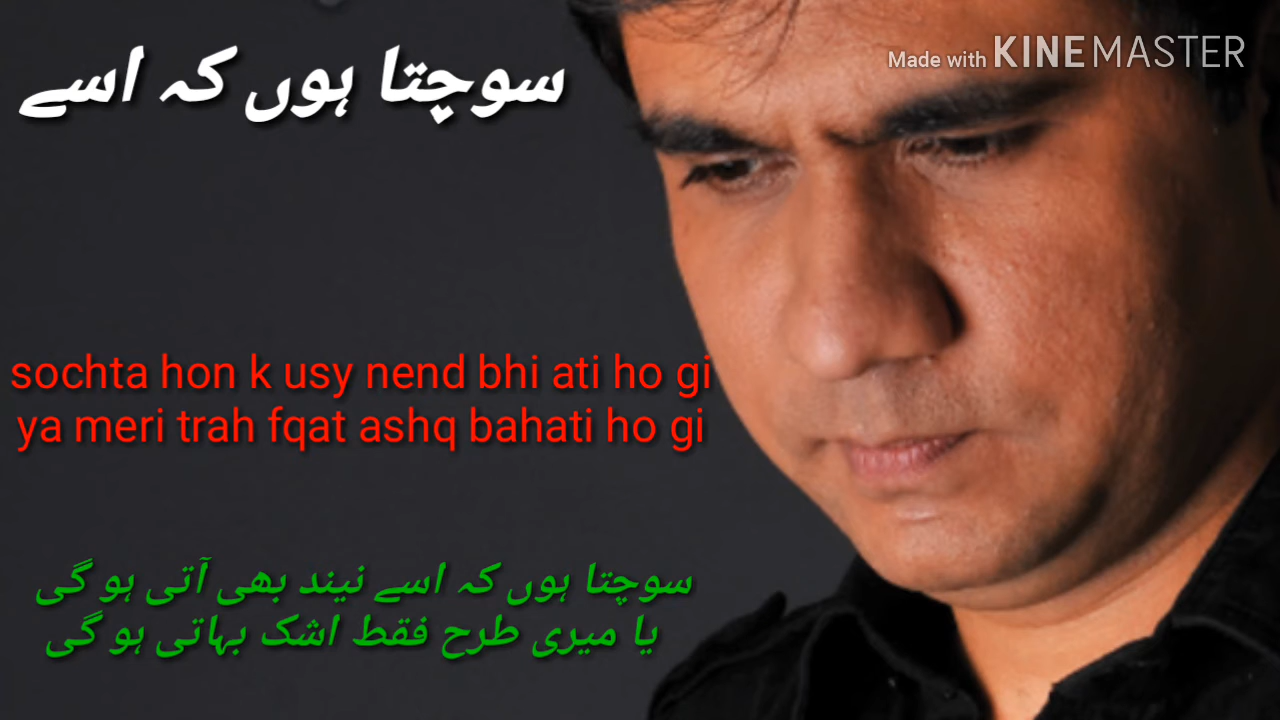 Made with KINEMASTER
سوچتا ہوں کہ اسے
sochta hon k usy nend bhi ati ho gi
ya meri trah fqat ashq bahati ho gi
سوچتا ہوں کہ اسے نیند بھی آتی ہو گی
یا میری طرح فقط اشک بہاتی ہو گی